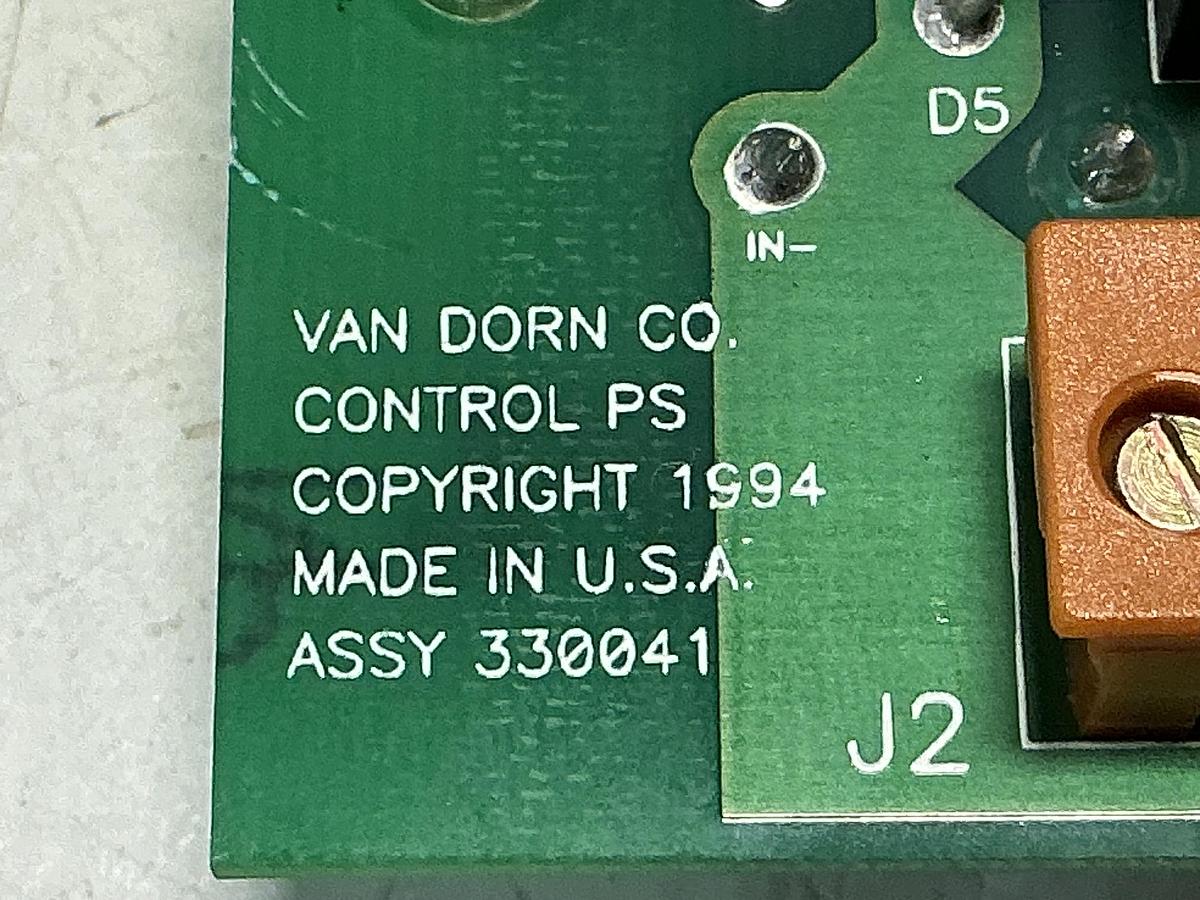 D5
IN-
VAN DORN CO.
CONTROL PS
COPYRIGHT 1994
MADE IN U.S.A.
ASSY 330041
J2